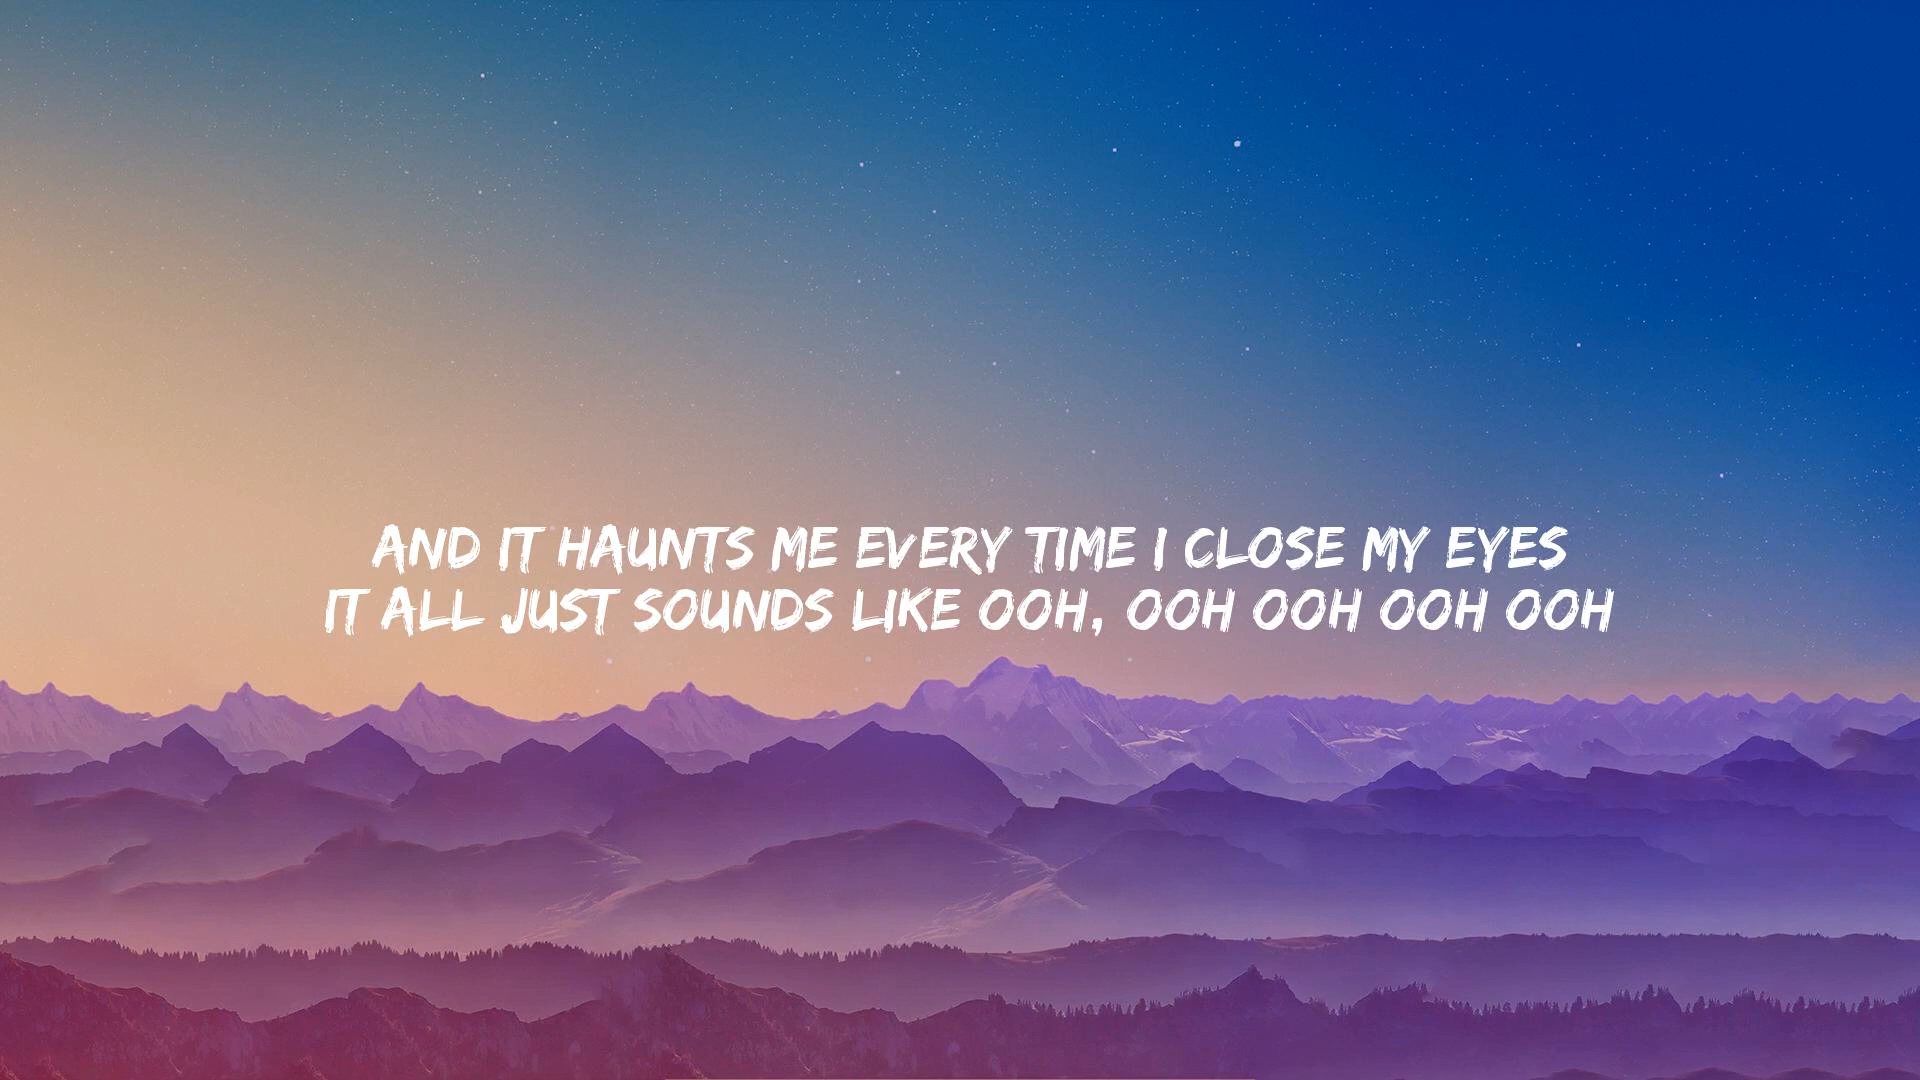 AND IT HAUNTS ME EVERY TIME I CLOSE MY EYES
IT ALL JUST SOUNDS LIKE OOH, OOH OOH OOH OOH